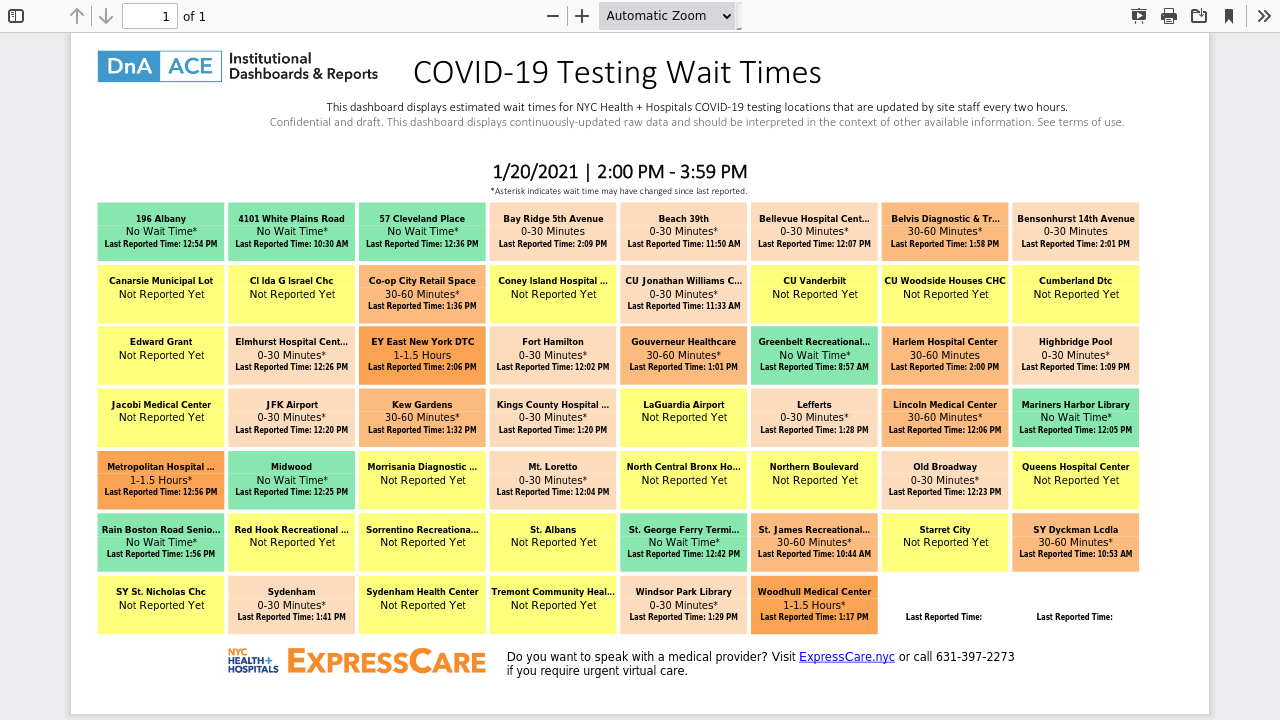 1
of 1
Automatic Zoom
DnA ACE Institutional
Dashboards & Reports
COVID-19 Testing Wait Times
This dashboard displays estimated wait times for NYC Health + Hospitals COVID-19 testing locations that are updated by site staff every two hours.
Confidential and draft. This dashboard displays continuously-updated raw data and should be interpreted in the context of other available information. See terms of use.
1/20/2021 | 2:00 PM - 3:59 PM
*Asterisk indicates wait time may have changed since last reported.
196 Albany
No Wait Time*
Last Reported Time: 12:54 PM
4101 White Plains Road
No Wait Time*
Last Reported Time: 10:30 AM
57 Cleveland Place
No Wait Time*
Last Reported Time: 12:36 PM
Bay Ridge 5th Avenue
0-30 Minutes
Last Reported Time: 2:09 PM
Beach 39th
0-30 Minutes*
Last Reported Time: 11:50 AM
Bellevue Hospital Cent...
0-30 Minutes*
Last Reported Time: 12:07 PM
Belvis Diagnostic & Tr...
30-60 Minutes*
Last Reported Time: 1:58 PM
Bensonhurst 14th Avenue
0-30 Minutes
Last Reported Time: 2:01 PM
Canarsie Municipal Lot
Not Reported Yet
Cl Ida G Israel Chc
Not Reported Yet
Co-op City Retail Space
30-60 Minutes*
Last Reported Time: 1:36 PM
Coney Island Hospital ...
Not Reported Yet
CU Jonathan Williams C...
0-30 Minutes*
Last Reported Time: 11:33 AM
CU Vanderbilt
Not Reported Yet
CU Woodside Houses CHC
Not Reported Yet
Cumberland Dtc
Not Reported Yet
Edward Grant
Not Reported Yet
Elmhurst Hospital Cent...
0-30 Minutes*
Last Reported Time: 12:26 PM
EY East New York DTC
1-1.5 Hours
Last Reported Time: 2:06 PM
Fort Hamilton
0-30 Minutes*
Last Reported Time: 12:02 PM
Gouverneur Healthcare
30-60 Minutes*
Last Reported Time: 1:01 PM
Greenbelt Recreational...
No Wait Time*
Last Reported Time: 8:57 AM
Harlem Hospital Center
30-60 Minutes
Last Reported Time: 2:00 PM
Highbridge Pool
0-30 Minutes*
Last Reported Time: 1:09 PM
Jacobi Medical Center
Not Reported Yet
JFK Airport
0-30 Minutes*
Last Reported Time: 12:20 PM
Kew Gardens
30-60 Minutes*
Last Reported Time: 1:32 PM
Kings County Hospital ...
0-30 Minutes*
Last Reported Time: 1:20 PM
LaGuardia Airport
Not Reported Yet
Lefferts
0-30 Minutes*
Last Reported Time: 1:28 PM
Lincoln Medical Center
30-60 Minutes*
Last Reported Time: 12:06 PM
Mariners Harbor Library
No Wait Time*
Last Reported Time: 12:05 PM
Metropolitan Hospital ...
1-1.5 Hours*
Last Reported Time: 12:56 PM
Midwood
No Wait Time*
Last Reported Time: 12:25 PM
Morrisania Diagnostic ...
Not Reported Yet
Mt. Loretto
0-30 Minutes*
Last Reported Time: 12:04 PM
North Central Bronx Ho...
Not Reported Yet
Northern Boulevard
Not Reported Yet
Old Broadway
0-30 Minutes*
Last Reported Time: 12:23 PM
Queens Hospital Center
Not Reported Yet
Rain Boston Road Senio...
No Wait Time*
Last Reported Time: 1:56 PM
Red Hook Recreational ...
Not Reported Yet
Sorrentino Recreationa...
Not Reported Yet
St. Albans
Not Reported Yet
St. George Ferry Termi...
No Wait Time*
Last Reported Time: 12:42 PM
St. James Recreational...
30-60 Minutes*
Last Reported Time: 10:44 AM
Starret City
Not Reported Yet
SY Dyckman Lcdla
30-60 Minutes*
Last Reported Time: 10:53 AM
SY St. Nicholas Chc
Not Reported Yet
Sydenham
0-30 Minutes*
Last Reported Time: 1:41 PM
Sydenham Health Center
Not Reported Yet
Tremont Community Heal...
Not Reported Yet
Windsor Park Library
0-30 Minutes*
Last Reported Time: 1:29 PM
Woodhull Medical Center
1-1.5 Hours*
Last Reported Time: 1:17 PM
Last Reported Time:
Last Reported Time:
NYC
HEALTH+
HOSPITALS
EXPRESSCARE
Do you want to speak with a medical provider? Visit ExpressCare.nyc or call 631-397-2273
if you require urgent virtual care.